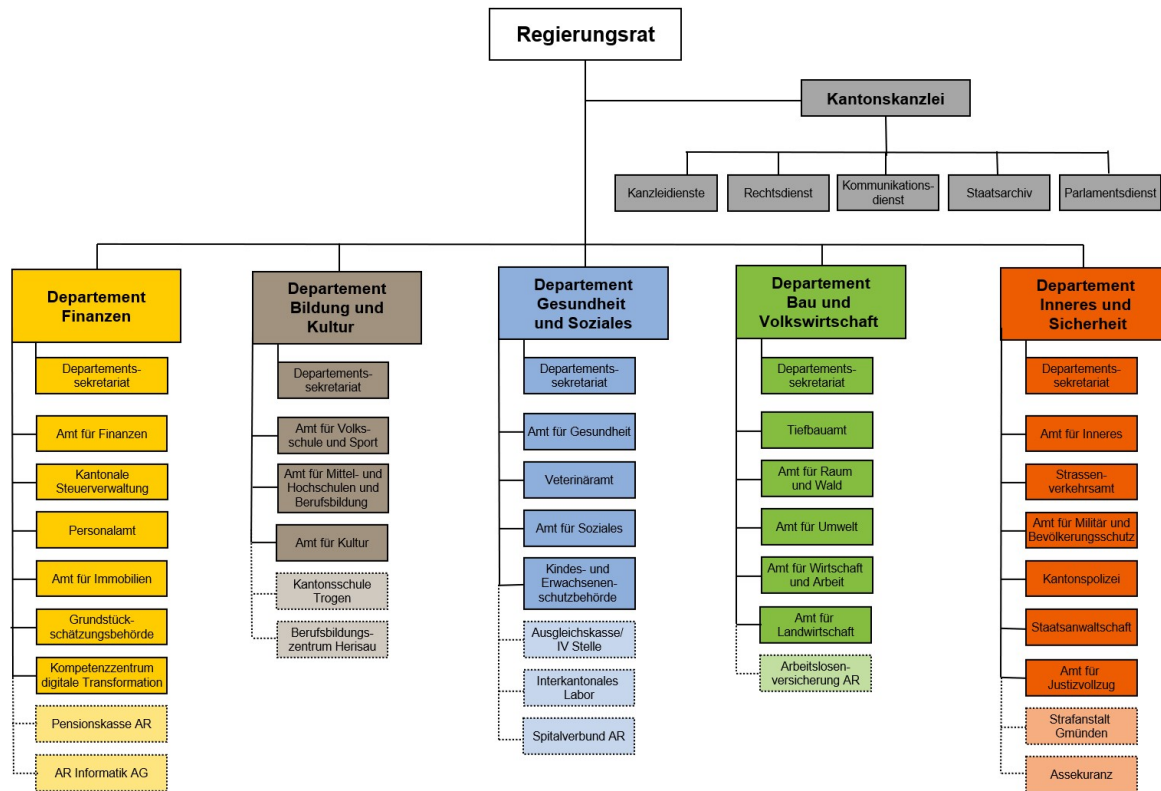 Regierungsrat
Kantonskanzlei
Kanzleidienste
Rechtsdienst
Kommunikations-
dienst
Staatsarchiv
Parlamentsdienst
Departement
Finanzen
Departements-
sekretariat
Amt für Finanzen
Kantonale
Steuerverwaltung
Personalamt
Amt für Immobilien
Grundstück-
schätzungsbehörde
Kompetenzzentrum
digitale Transformation
Pensionskasse AR
AR Informatik AG
Departement
Bildung und
Kultur
Departements-
sekretariat
Amt für Volks-
schule und Sport
Amt für Mittel- und
Hochschulen und
Berufsbildung
Amt für Kultur
Kantonsschule
Trogen
Berufsbildungs-
zentrum Herisau
Departement
Gesundheit
und Soziales
Departements-
sekretariat
Amt für Gesundheit
Veterinäramt
Amt für Soziales
Kindes- und
Erwachsenen-
schutzbehörde
Ausgleichskasse/
IV Stelle
Interkantonales
Labor
Spitalverbund AR
Departement
Bau und
Volkswirtschaft
Departements-
sekretariat
Tiefbauamt
Amt für Raum
und Wald
Amt für Umwelt
Amt für Wirtschaft
und Arbeit
Amt für
Landwirtschaft
Arbeitslosen-
versicherung AR
Departement
Inneres und
Sicherheit
Departements-
sekretariat
Amt für Inneres
Strassen-
verkehrsamt
Amt für Militär und
Bevölkerungsschutz
Kantonspolizei
Staatsanwaltschaft
Amt für
Justizvollzug
Strafanstalt
Gmünden
Assekuranz